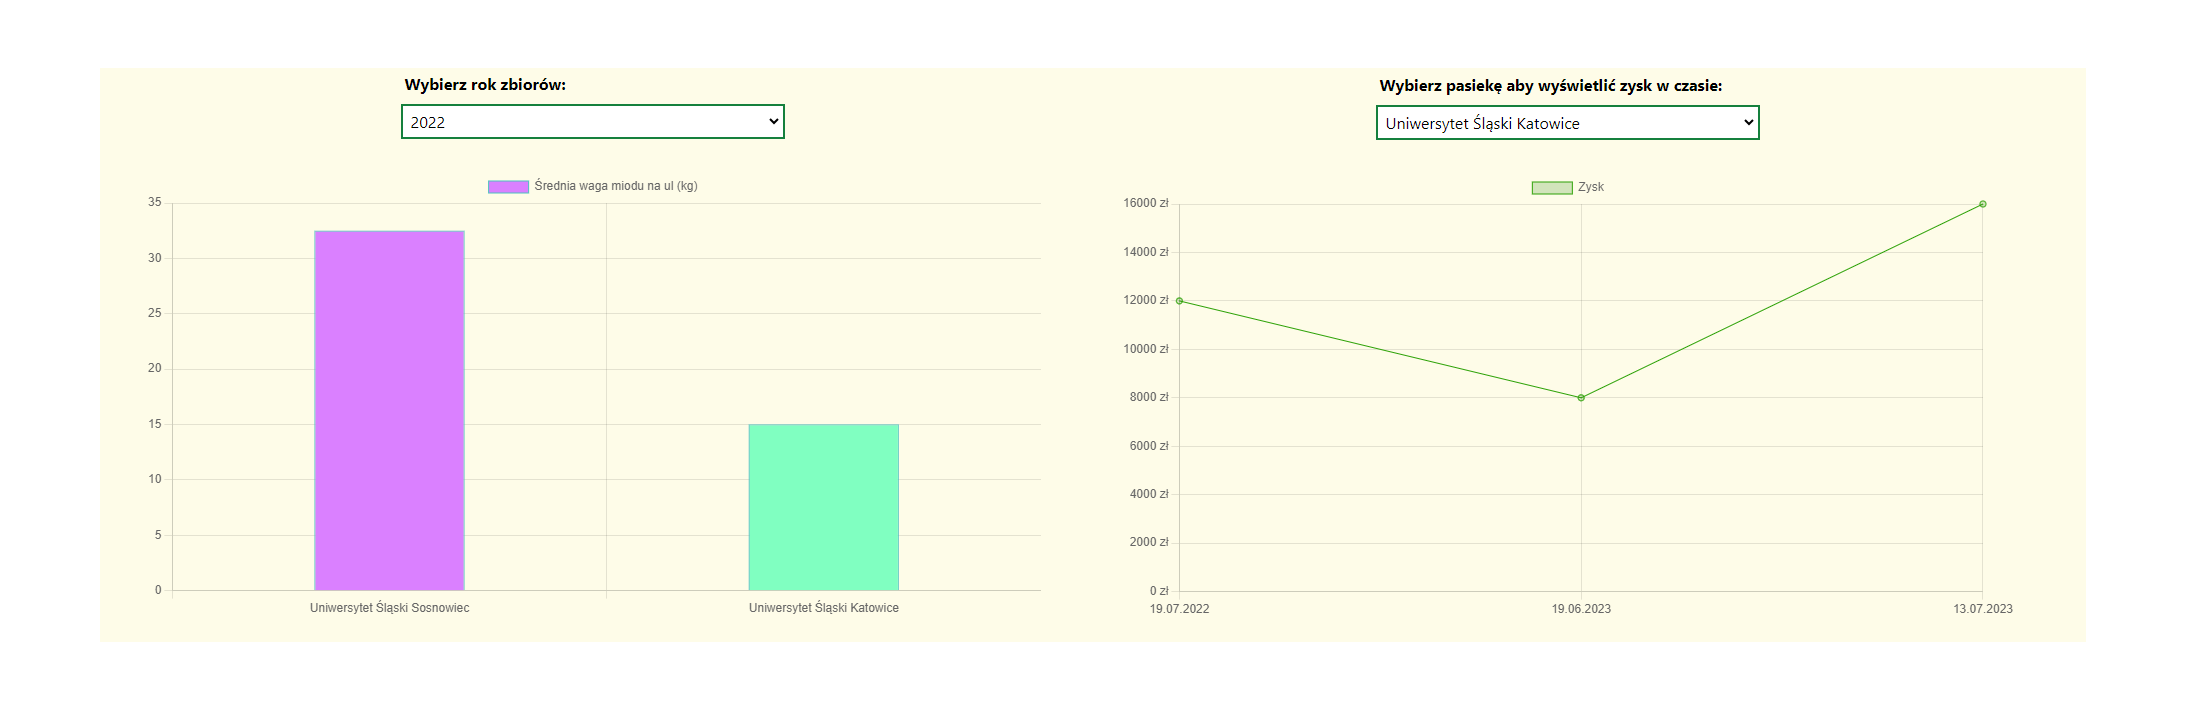 Wybierz rok zbiorów:
2022
Średnia waga miodu na ul (kg)
35
30
25
20
15
10
5
0
Uniwersytet Śląski Sosnowiec
Uniwersytet Śląski Katowice
Wybierz pasiekę aby wyświetlić zysk w czasie:
Uniwersytet Śląski Katowice
Zysk
16000 zł
14000 zł
12000 zł
10000 zł
8000 zł
6000 zł
4000 zł
2000 zł
0 zł
19.07.2022
19.06.2023
13.07.2023